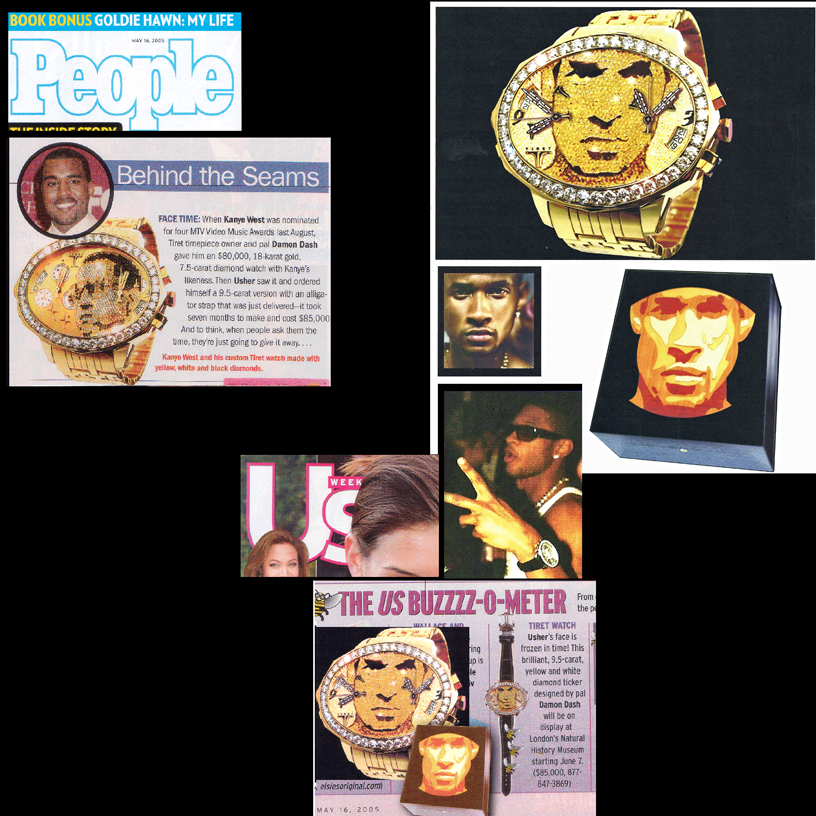 BOOK BONUS GOLDIE HAWN: MY LIFE
MAY 16, 2005
People
THE INSIDE STORY
Behind the Seams
FACE TIME: When Kanye West was nominated
for four MTV Video Music Awards last August,
Tiret timepiece owner and pal Damon Dash
gave him an $80,000, 18-karat gold,
7.5-carat diamond watch with Kanye's
likeness. Then Usher saw it and ordered
himself a 9.5-carat version with an alliga-
tor strap that was just delivered—it took
seven months to make and cost $85,000
And to think, when people ask them the
time, they're just going to give it away. . . .
Kanye West and his custom Tiret watch made with
yellow, white and black diamonds.
Us
WEEK
THE US BUZZZZ-O-METER
From
the pe
WALLACE AND
ring
up is
le
iv
elsiesoriginal.com)
MAY 16, 2005
TIRET WATCH
Usher's face is
frozen in time! This
brilliant, 9.5-carat,
yellow and white
diamond ticker
designed by pal
Damon Dash
will be on
display at
London's Natural
History Museum
starting June 7.
($85,000, 877-
847-3869)